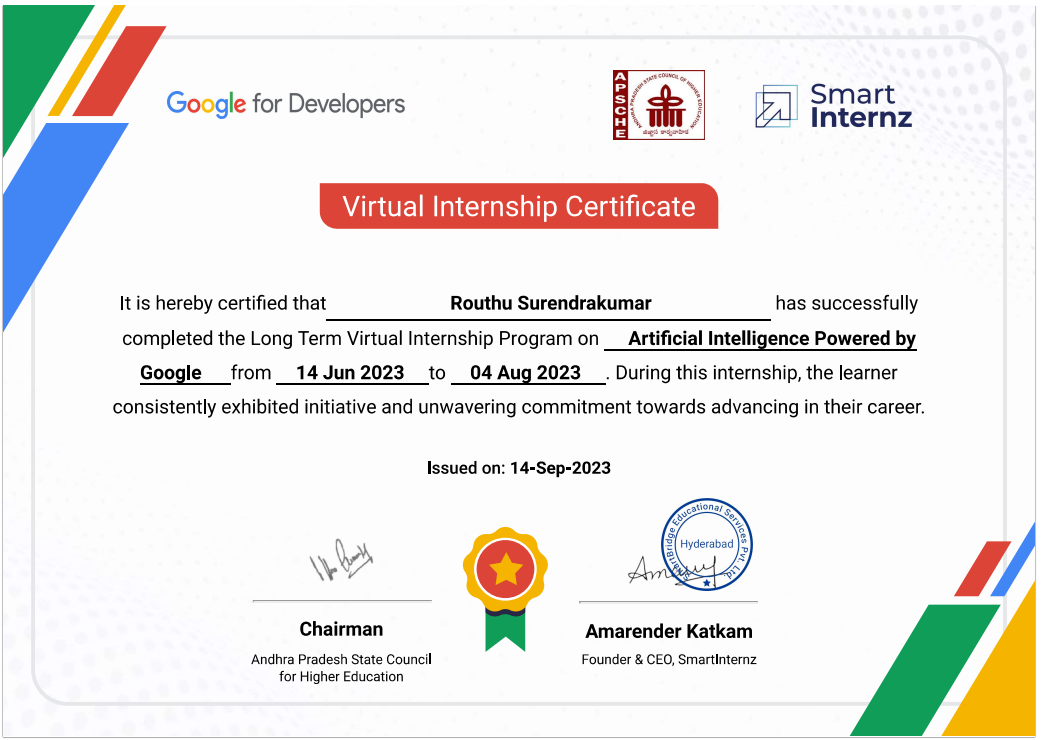 Google for Developers
APSCHE
ANDHRA PRADESH STATE COUNCIL OF HIGHER EDUCATION
Smart
Internz
Virtual Internship Certificate
It is hereby certified that Routhu Surendrakumar has successfully
completed the Long Term Virtual Internship Program on Artificial Intelligence Powered by
Google from 14 Jun 2023 to 04 Aug 2023 . During this internship, the learner
consistently exhibited initiative and unwavering commitment towards advancing in their career.
Issued on: 14-Sep-2023
SmartBridge Educational Services Pvt. Ltd.
Hyderabad
Chairman
Andhra Pradesh State Council
for Higher Education
Amarender Katkam
Founder & CEO, SmartInternz